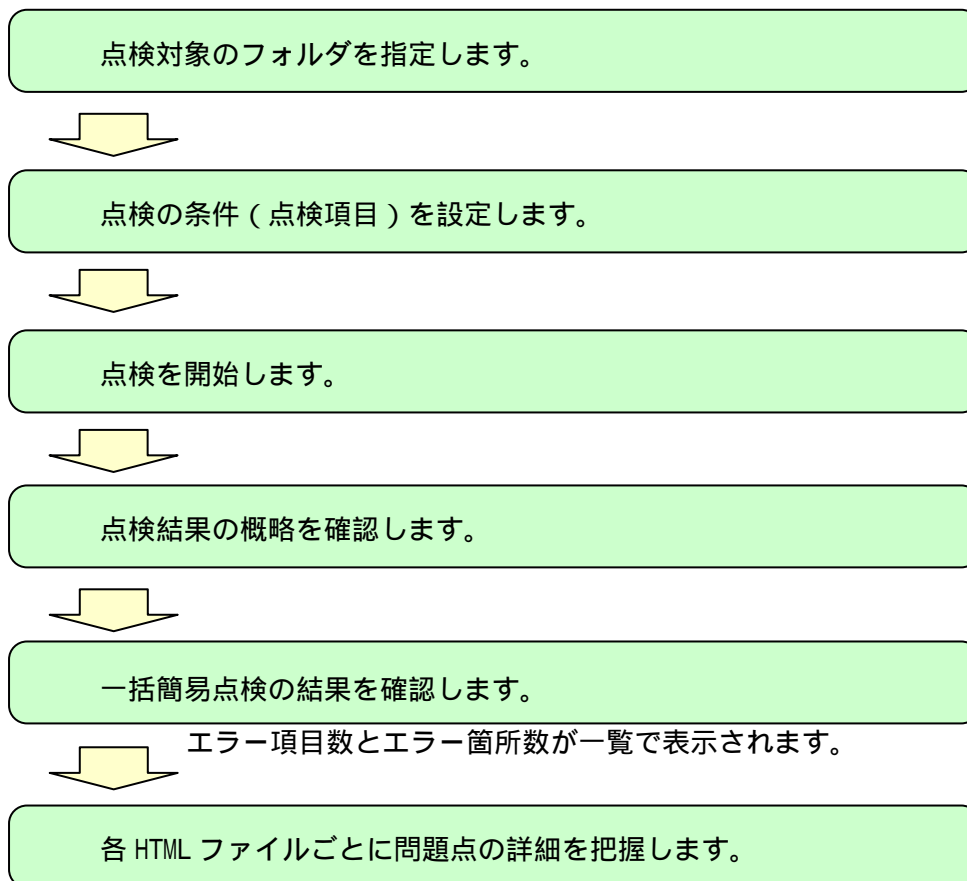 点検対象のフォルダを指定します。
点検の条件（点検項目）を設定します。
点検を開始します。
点検結果の概略を確認します。
一括簡易点検の結果を確認します。
エラー項目数とエラー箇所数が一覧で表示されます。
各 HTML ファイルごとに問題点の詳細を把握します。